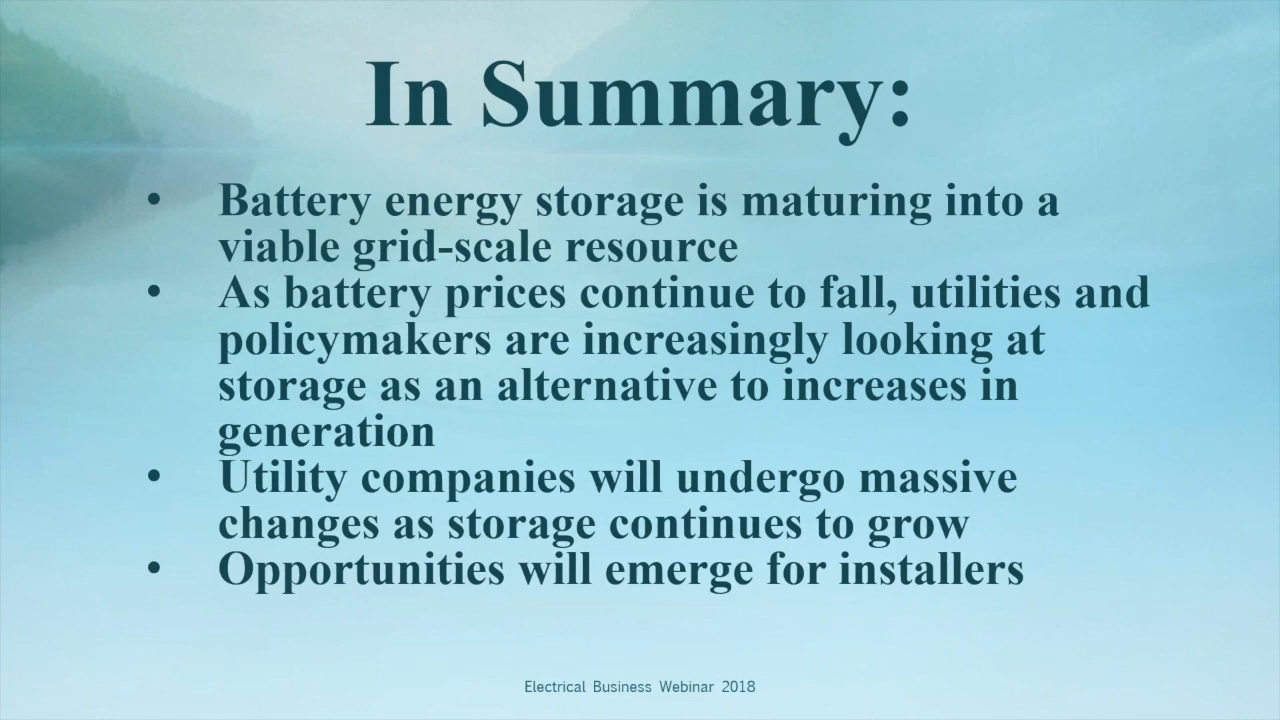 In Summary:
• Battery energy storage is maturing into a
viable grid-scale resource
• As battery prices continue to fall, utilities and
policymakers are increasingly looking at
storage as an alternative to increases in
generation
• Utility companies will undergo massive
changes as storage continues to grow
• Opportunities will emerge for installers
Electrical Business Webinar 2018